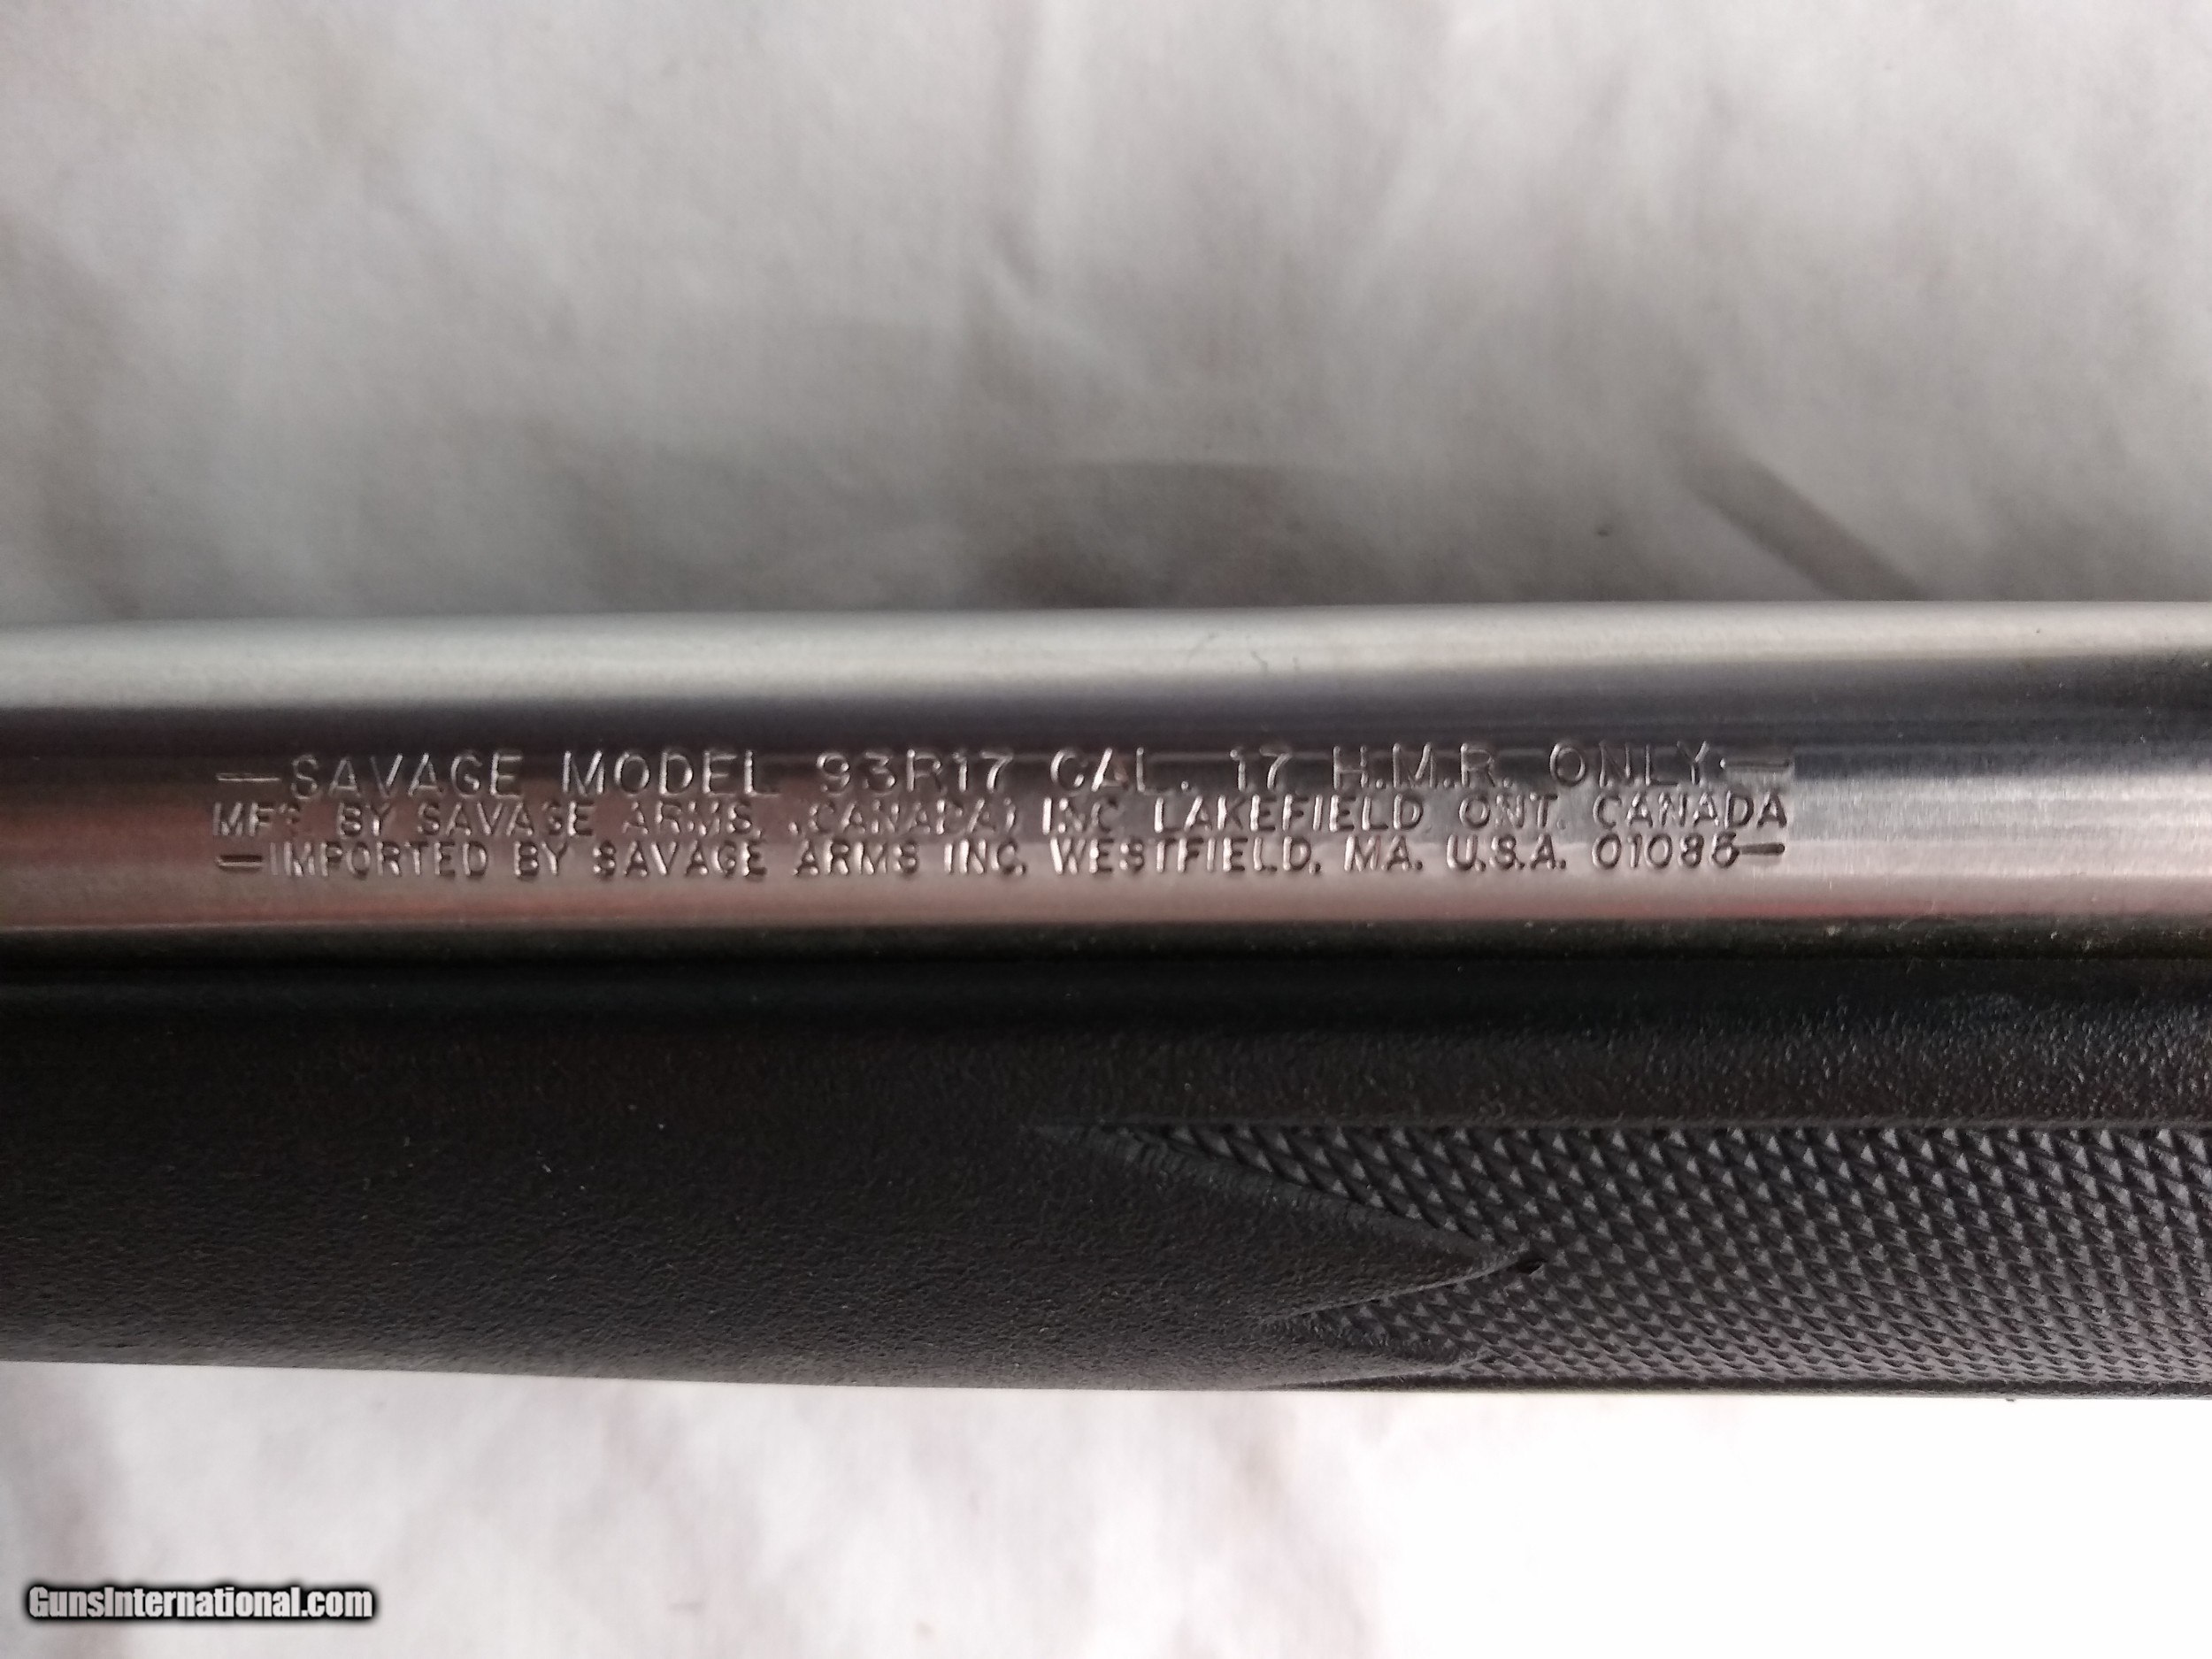 —SAVAGE MODEL 93R17 CAL. 17 H.M.R. ONLY—
BY SAVAGE ARMS (CANADA) INC LAKEFIELD ONT. CANADA
—IMPORTED BY SAVAGE ARMS INC. WESTFIELD, MA. U.S.A. 01085—
GunsInternational.com